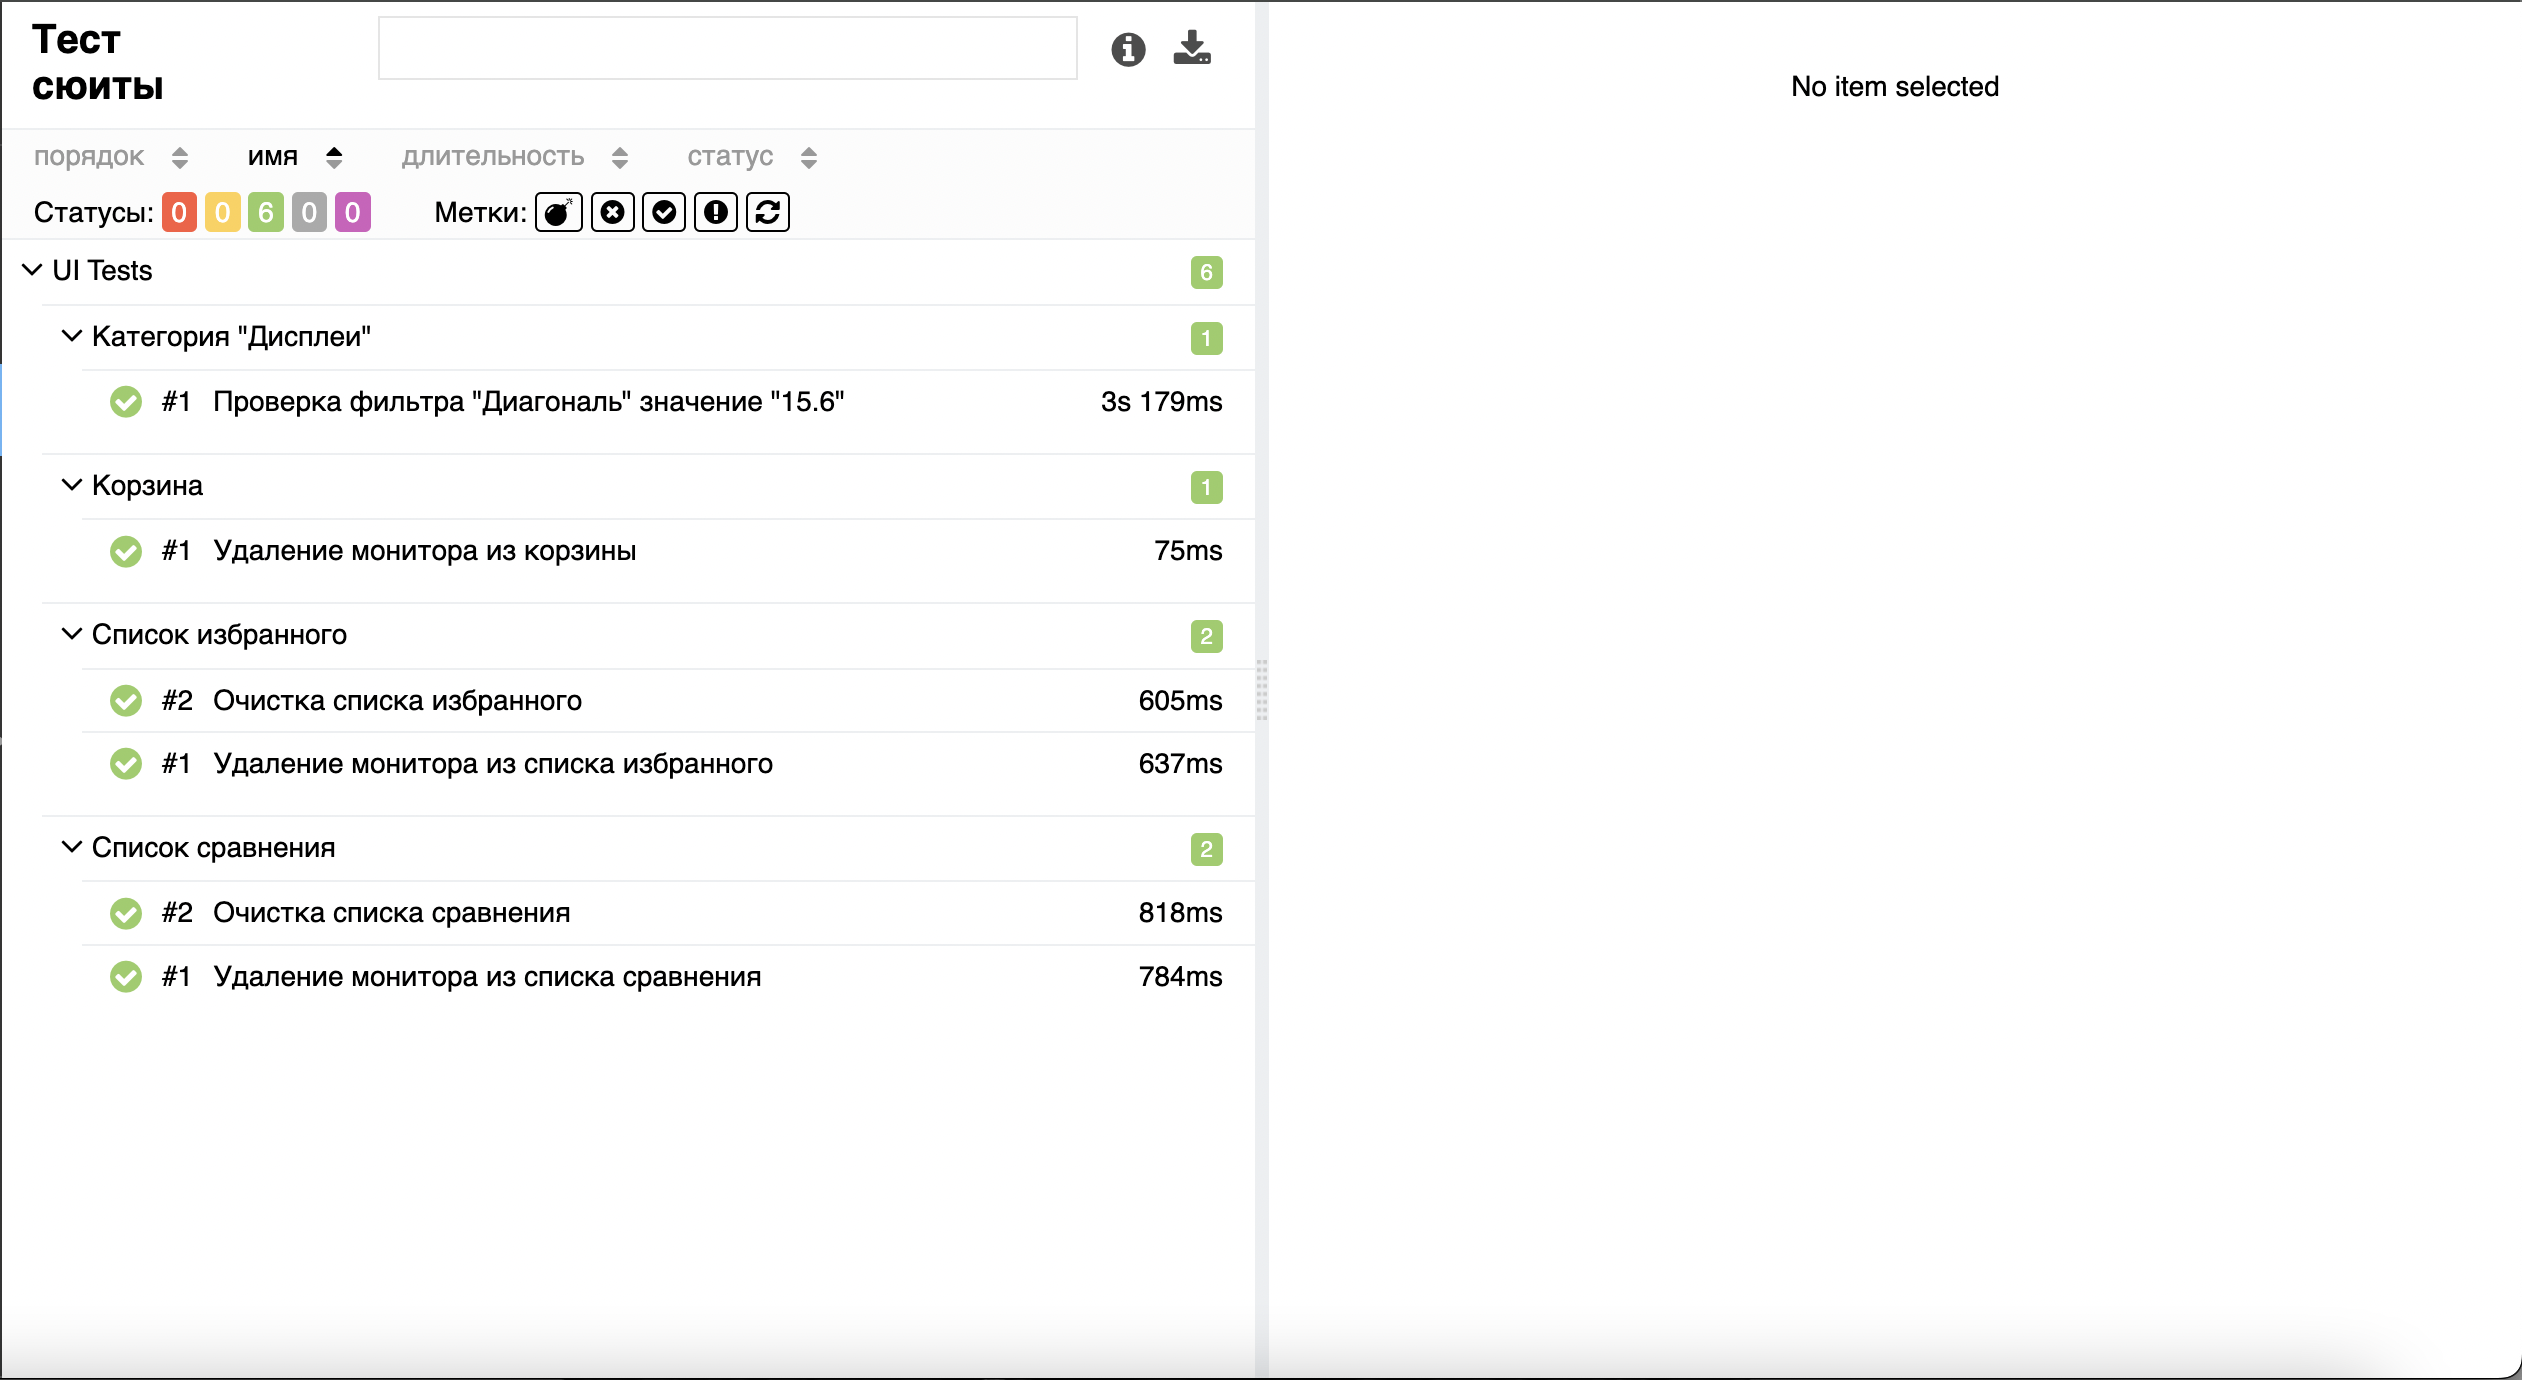 Тест
сюиты
No item selected
порядок имя длительность статус
Статусы: 0 0 6 0 0 Метки:
UI Tests 6
Категория "Дисплеи" 1
#1 Проверка фильтра "Диагональ" значение "15.6" 3s 179ms
Корзина 1
#1 Удаление монитора из корзины 75ms
Список избранного 2
#2 Очистка списка избранного 605ms
#1 Удаление монитора из списка избранного 637ms
Список сравнения 2
#2 Очистка списка сравнения 818ms
#1 Удаление монитора из списка сравнения 784ms